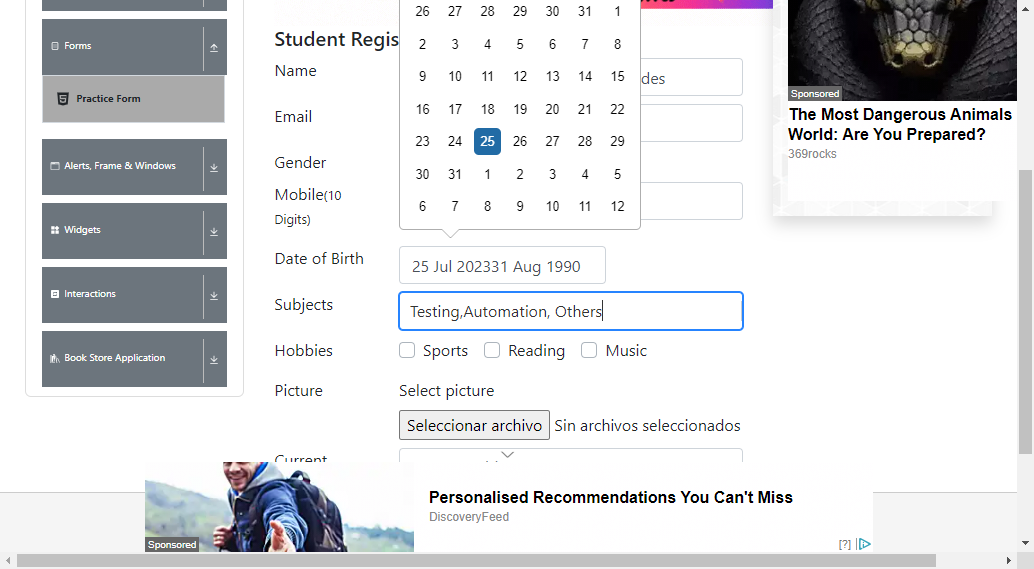 Forms
Practice Form
Alerts, Frame & Windows
Widgets
Interactions
Book Store Application
Student Regis
Name
des
Email
Gender
Mobile(10
Digits)
26 27 28 29 30 31 1
2 3 4 5 6 7 8
9 10 11 12 13 14 15
16 17 18 19 20 21 22
23 24 25 26 27 28 29
30 31 1 2 3 4 5
6 7 8 9 10 11 12
Date of Birth
25 Jul 202331 Aug 1990
Subjects
Testing,Automation, Others
Hobbies
Sports Reading Music
Picture
Select picture
Seleccionar archivo Sin archivos seleccionados
Current
Sponsored
The Most Dangerous Animals
World: Are You Prepared?
369rocks
Personalised Recommendations You Can't Miss
DiscoveryFeed
Sponsored
[?]